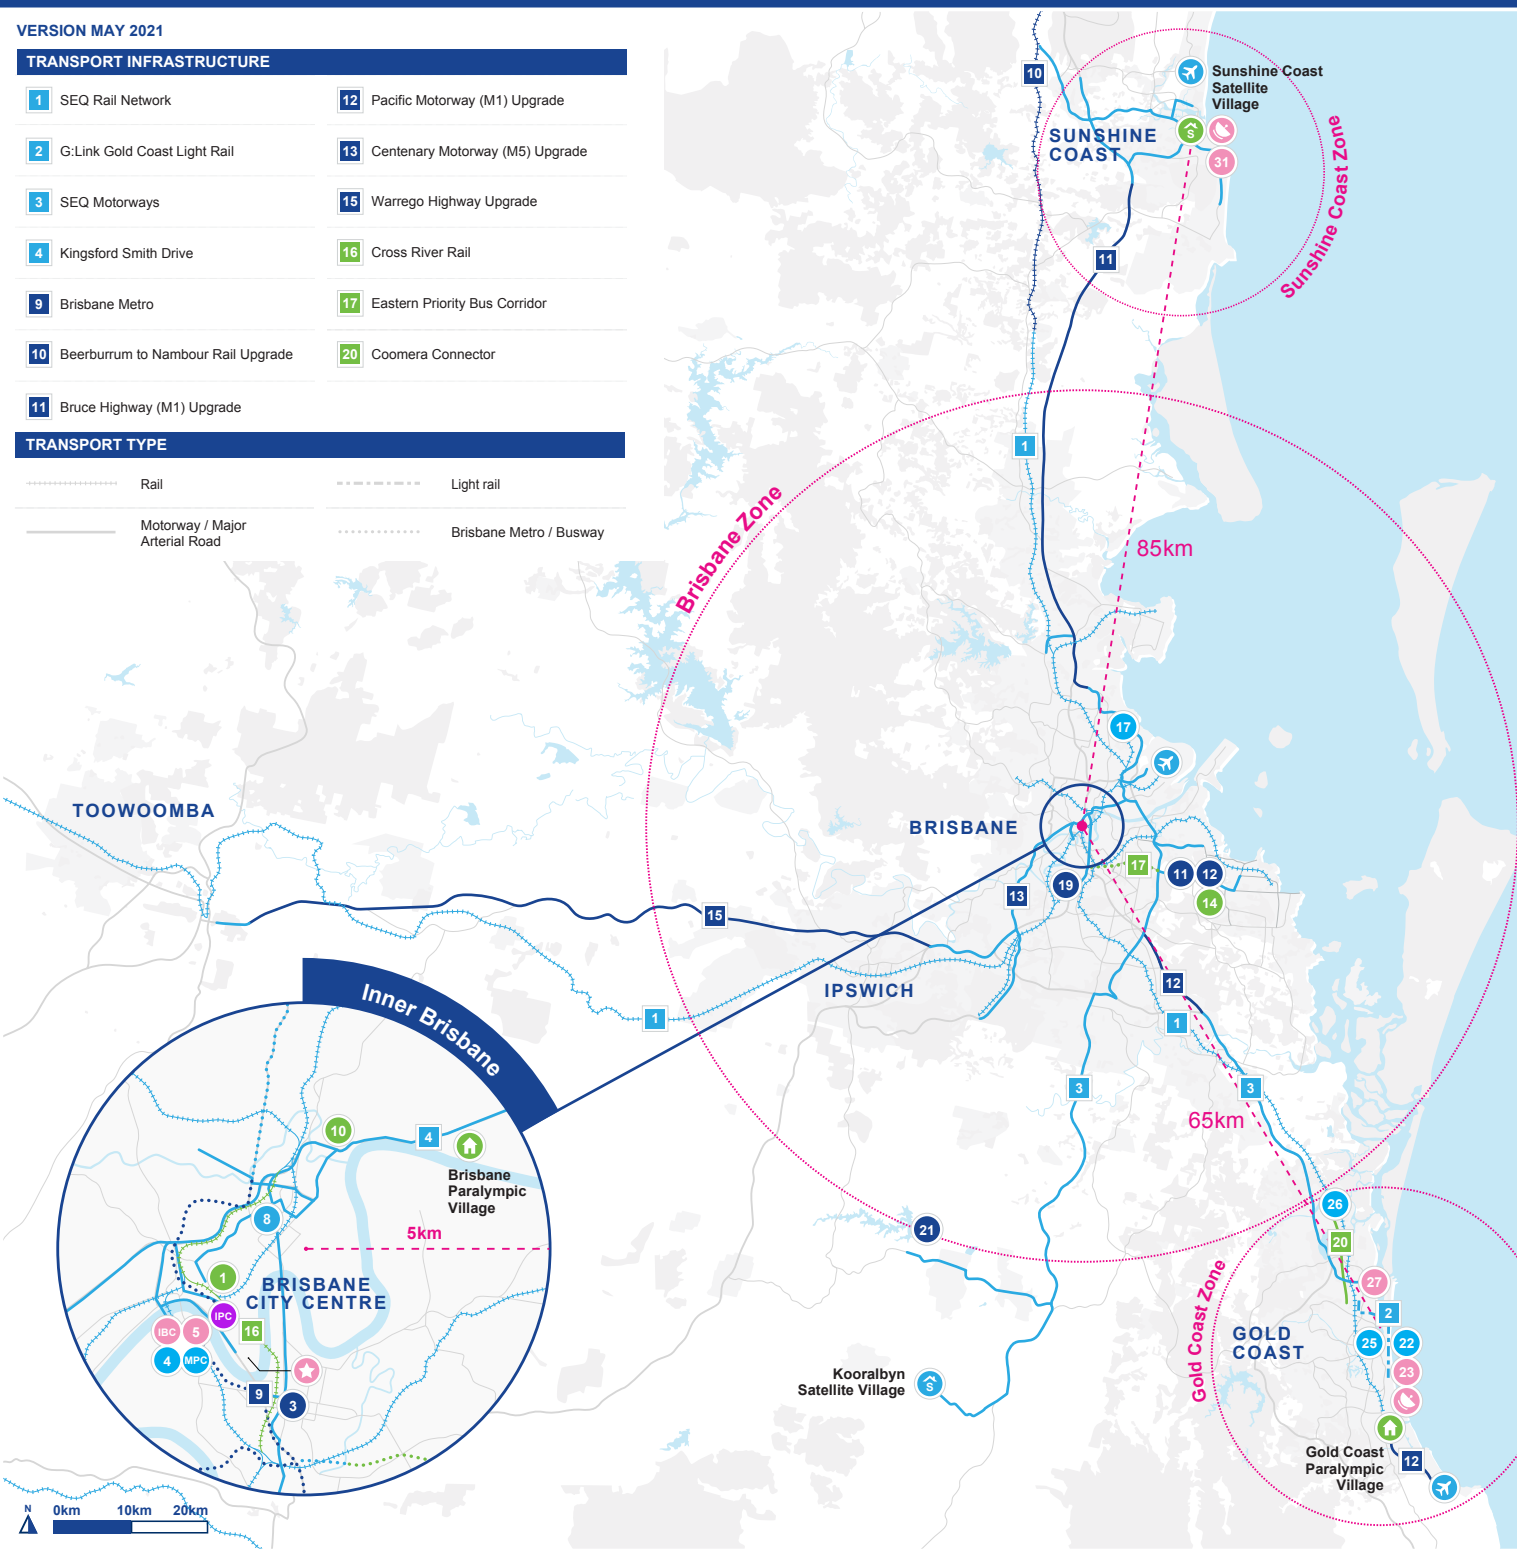 VERSION MAY 2021
TRANSPORT INFRASTRUCTURE
1 SEQ Rail Network
2 G:Link Gold Coast Light Rail
3 SEQ Motorways
4 Kingsford Smith Drive
9 Brisbane Metro
10 Beerburrum to Nambour Rail Upgrade
11 Bruce Highway (M1) Upgrade
12 Pacific Motorway (M1) Upgrade
13 Centenary Motorway (M5) Upgrade
15 Warrego Highway Upgrade
16 Cross River Rail
17 Eastern Priority Bus Corridor
20 Coomera Connector
TRANSPORT TYPE
Rail
Light rail
Motorway / Major
Arterial Road
Brisbane Metro / Busway
10
Sunshine Coast
Satellite
Village
SUNSHINE
COAST
S
31
Sunshine Coast Zone
11
1
Brisbane Zone
85km
17
TOOWOOMBA
BRISBANE
17
11
12
19
13
14
15
IPSWICH
12
1
1
3
3
65km
26
21
20
Gold Coast Zone
27
2
GOLD
COAST
25
22
23
Kooralbyn
Satellite Village
S
Gold Coast
Paralympic
Village
12
Inner Brisbane
10
4
Brisbane
Paralympic
Village
8
5km
1
BRISBANE
CITY CENTRE
IPC
IBC
5
16
4
MPC
9
3
N
0km
10km
20km